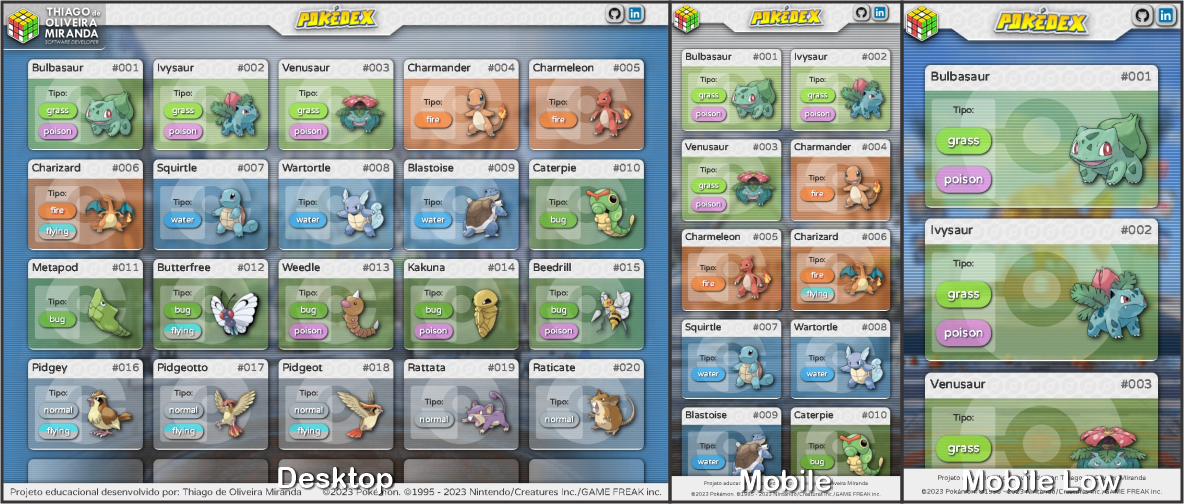 THIAGO de
OLIVEIRA
MIRANDA
SOFTWARE DEVELOPER
POKÉDEX
Bulbasaur #001
Tipo:
grass
poison
Ivysaur #002
Tipo:
grass
poison
Venusaur #003
Tipo:
grass
poison
Charmander #004
Tipo:
fire
Charmeleon #005
Tipo:
fire
Charizard #006
Tipo:
fire
flying
Squirtle #007
Tipo:
water
Wartortle #008
Tipo:
water
Blastoise #009
Tipo:
water
Caterpie #010
Tipo:
bug
Metapod #011
Tipo:
bug
Butterfree #012
Tipo:
bug
flying
Weedle #013
Tipo:
bug
poison
Kakuna #014
Tipo:
bug
poison
Beedrill #015
Tipo:
bug
poison
Pidgey #016
Tipo:
normal
flying
Pidgeotto #017
Tipo:
normal
flying
Pidgeot #018
Tipo:
normal
flying
Rattata #019
Tipo:
normal
Raticate #020
Tipo:
normal
Desktop
Projeto educacional desenvolvido por: Thiago de Oliveira Miranda ©2023 Pokémon. ©1995 - 2023 Nintendo/Creatures Inc./GAME FREAK inc.
POKÉDEX
in
Bulbasaur #001
Tipo:
grass
poison
Ivysaur #002
Tipo:
grass
poison
Venusaur #003
Tipo:
grass
poison
Charmander #004
Tipo:
fire
Charmeleon #005
Tipo:
fire
Charizard #006
Tipo:
fire
flying
Squirtle #007
Tipo:
water
Wartortle #008
Tipo:
water
Blastoise #009
Tipo:
water
Caterpie #010
Tipo:
bug
Mobile
POKÉDEX
in
Bulbasaur #001
Tipo:
grass
poison
Ivysaur #002
Tipo:
grass
poison
Venusaur #003
Tipo:
grass
Mobile Low